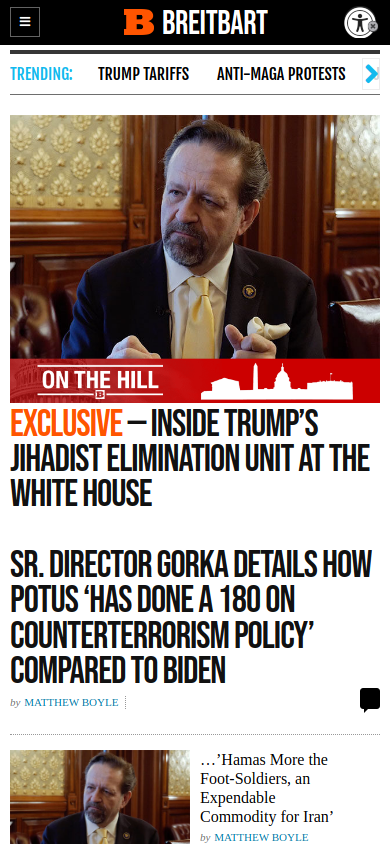 B BREITBART
TRENDING:
TRUMP TARIFFS
ANTI-MAGA PROTESTS
ON THE HILL
B
EXCLUSIVE – INSIDE TRUMP’S
JIHADIST ELIMINATION UNIT AT THE
WHITE HOUSE
SR. DIRECTOR GORKA DETAILS HOW
POTUS ‘HAS DONE A 180 ON
COUNTERTERRORISM POLICY’
COMPARED TO BIDEN
by MATTHEW BOYLE
…’Hamas More the
Foot-Soldiers, an
Expendable
Commodity for Iran’
by MATTHEW BOYLE